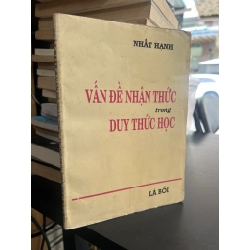 NHẤT HẠNH
VẤN ĐỀ NHẬN THỨC
trong
DUY THỨC HỌC
LÁ BỐI